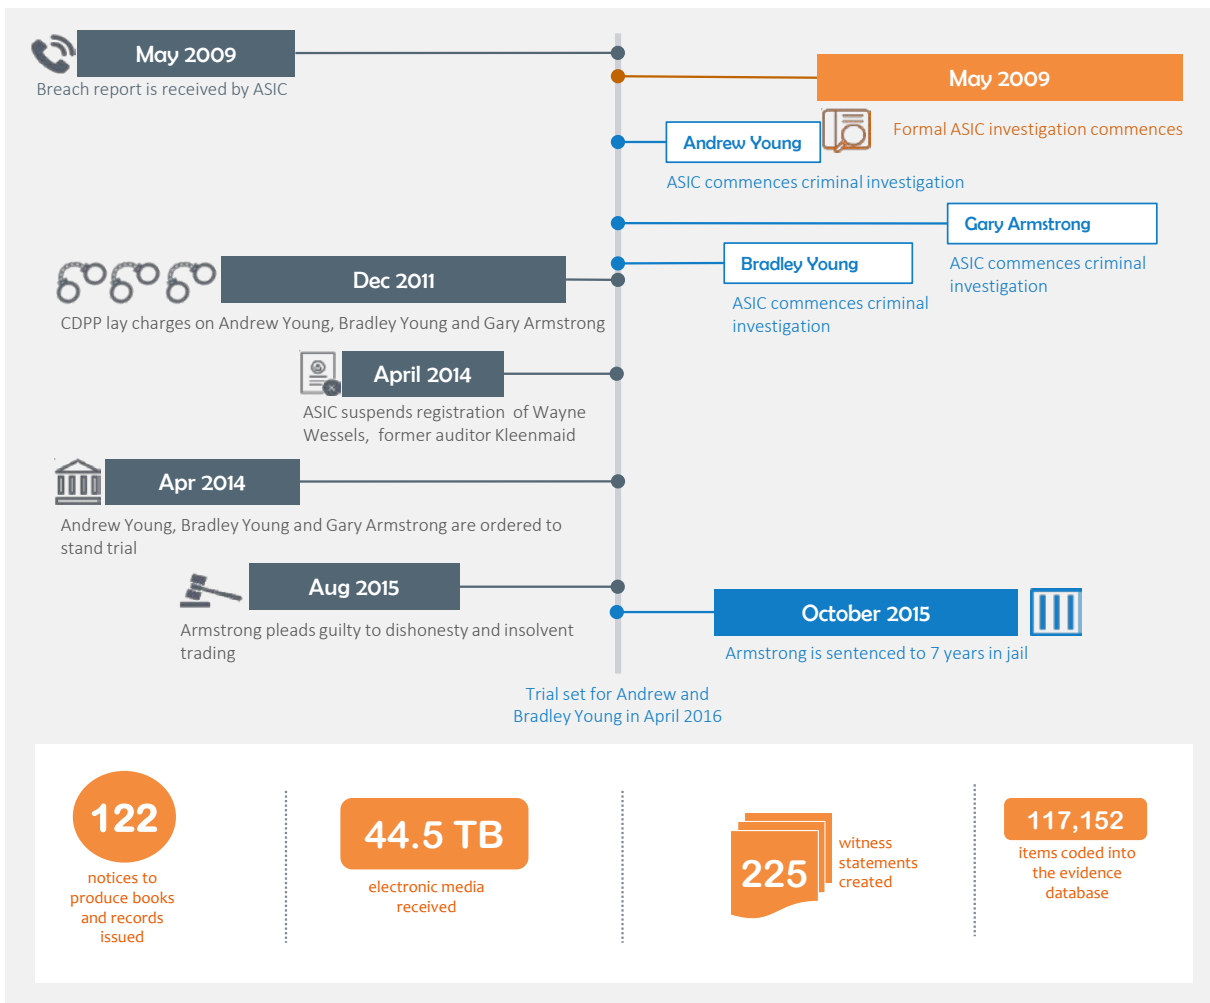 May 2009
Breach report is received by ASIC
May 2009
Formal ASIC investigation commences
Andrew Young
ASIC commences criminal investigation
Gary Armstrong
ASIC commences criminal
investigation
Bradley Young
ASIC commences criminal
investigation
Dec 2011
CDPP lay charges on Andrew Young, Bradley Young and Gary Armstrong
April 2014
ASIC suspends registration of Wayne
Wessels, former auditor Kleenmaid
Apr 2014
Andrew Young, Bradley Young and Gary Armstrong are ordered to
stand trial
Aug 2015
Armstrong pleads guilty to dishonesty and insolvent
trading
October 2015
Armstrong is sentenced to 7 years in jail
Trial set for Andrew and
Bradley Young in April 2016
122
notices to
produce books
and records
issued
44.5 TB
electronic media
received
225
witness
statements
created
117,152
items coded into
the evidence
database